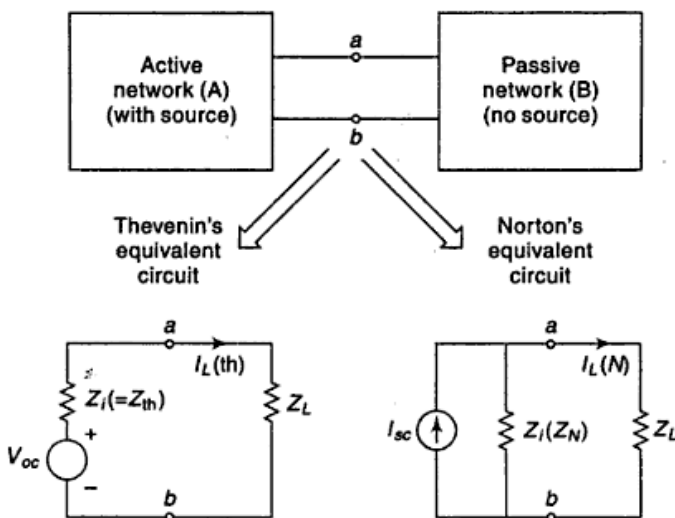 Active
network (A)
(with source)
a
b
Passive
network (B)
(no source)
Thevenin's
equivalent
circuit
Norton's
equivalent
circuit
a
I_L(th)
Z_i(=Z_th)
Z_L
+
V_oc
−
b
a
I_L(N)
I_sc
Z_i(Z_N)
Z_L
b